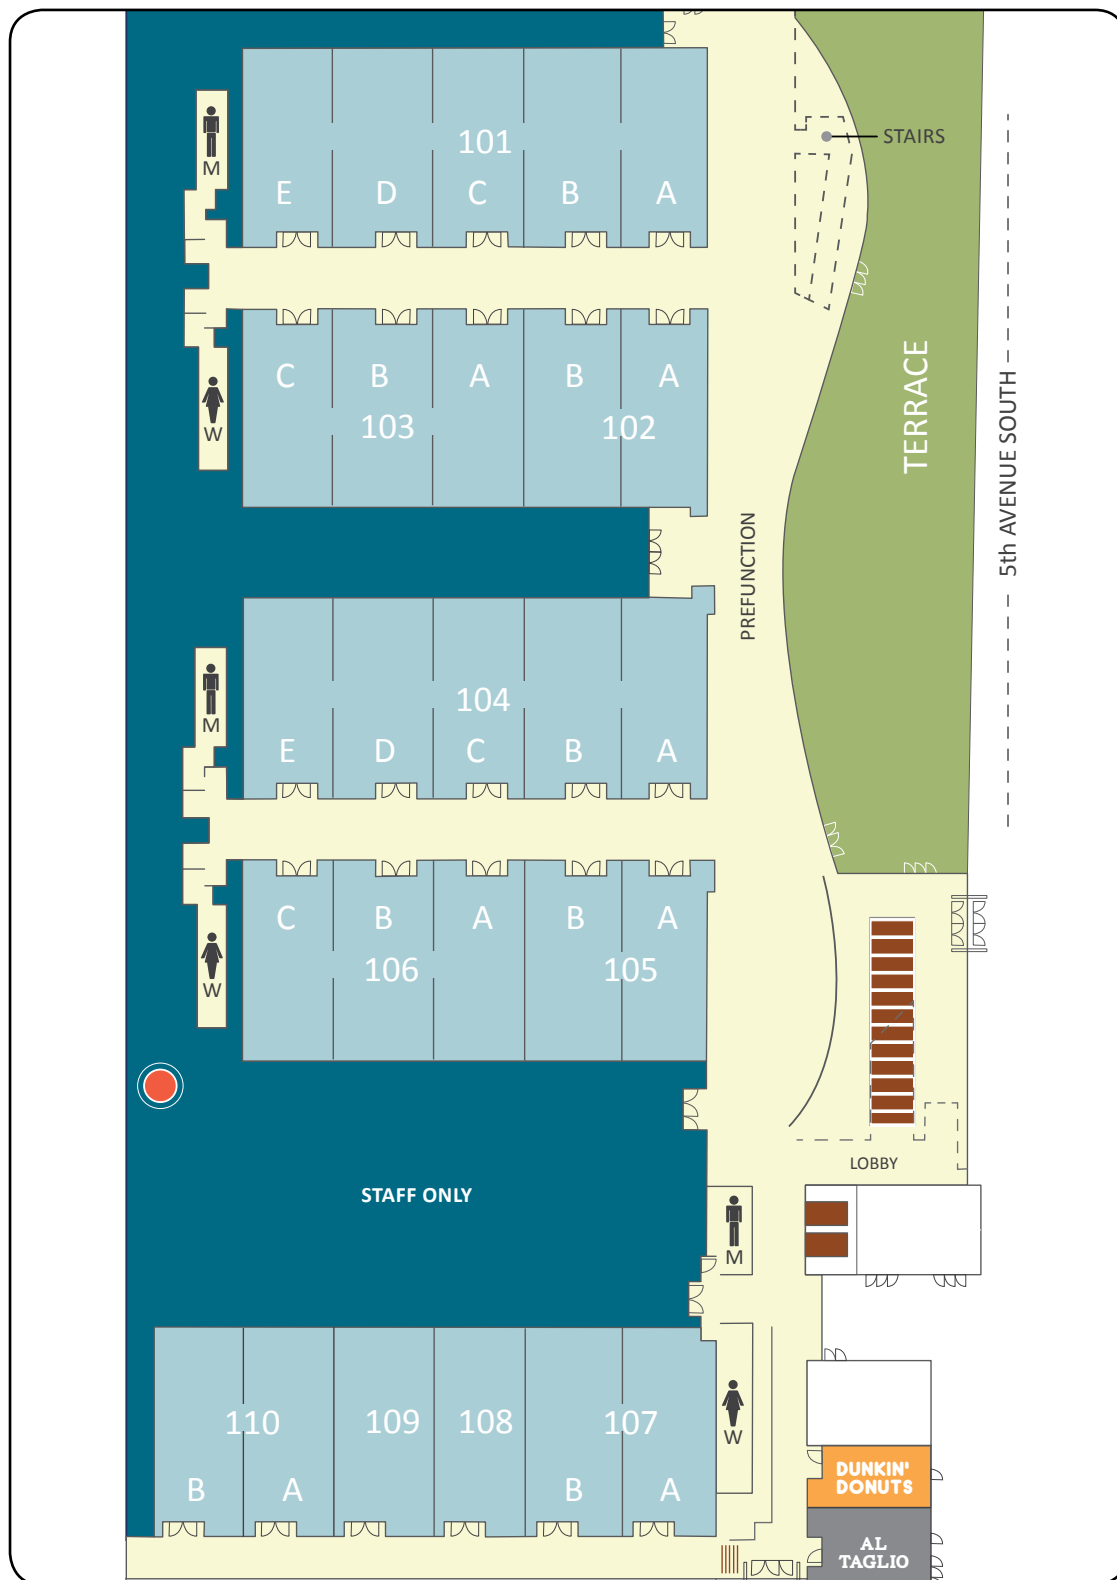 101
STAIRS
M
E D C B A
TERRACE
C B A B A
103
102
W
5th AVENUE SOUTH
PREFUNCTION
104
M
E D C B A
C B A B A
106
105
W
LOBBY
STAFF ONLY
M
110
109
108
107
W
B A B A
DUNKIN'
DONUTS
AL
TAGLIO